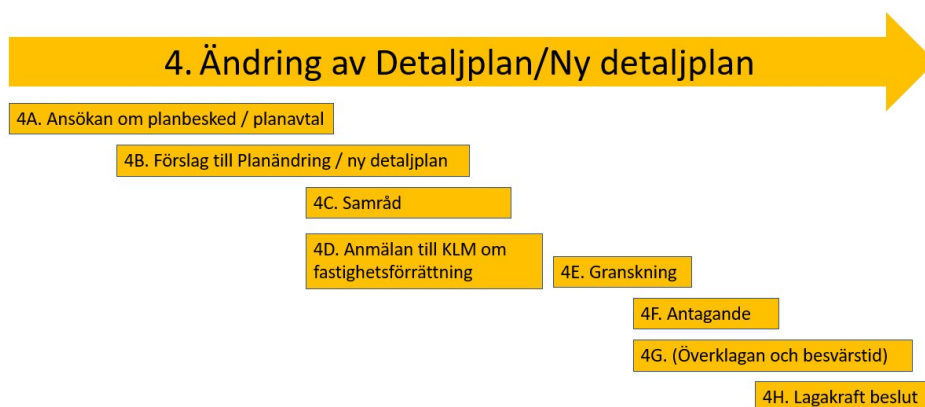 4. Ändring av Detaljplan/Ny detaljplan
4A. Ansökan om planbesked / planavtal
4B. Förslag till Planändring / ny detaljplan
4C. Samråd
4D. Anmälan till KLM om
fastighetsförrättning
4E. Granskning
4F. Antagande
4G. (Överklagan och besvärstid)
4H. Lagakraft beslut